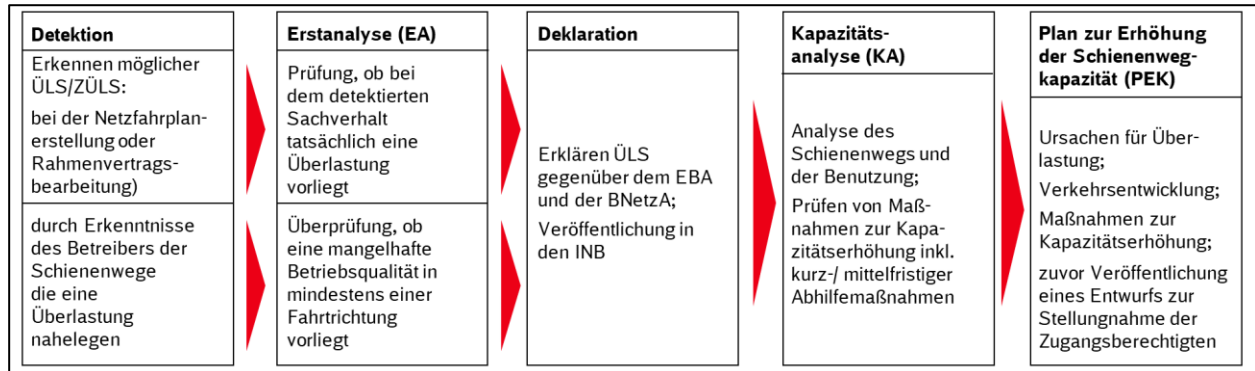 Detektion
Erkennen möglicher
ÜLS/ZÜLS:
bei der Netzfahrplan-
erstellung oder
Rahmenvertrags-
bearbeitung)
durch Erkenntnisse
des Betreibers der
Schienenwege
die eine
Überlastung
nahelegen
Erstanalyse (EA)
Prüfung, ob bei
dem detektierten
Sachverhalt
tatsächlich eine
Überlastung
vorliegt
Überprüfung, ob
eine mangelhafte
Betriebsqualität in
mindestens einer
Fahrtrichtung
vorliegt
Deklaration
Erklären ÜLS
gegenüber dem EBA
und der BNetzA;
Veröffentlichung in
den INB
Kapazitäts-
analyse (KA)
Analyse des
Schienenwegs und
der Benutzung;
Prüfen von Maß-
nahmen zur Kapa-
zitätserhöhung inkl.
kurz-/ mittelfristiger
Abhilfemaßnahmen
Plan zur Erhöhung
der Schienenweg-
kapazität (PEK)
Ursachen für Über-
lastung;
Verkehrsentwicklung;
Maßnahmen zur
Kapazitätserhöhung;
zuvor Veröffentlichung
eines Entwurfs zur
Stellungnahme der
Zugangsberechtigten